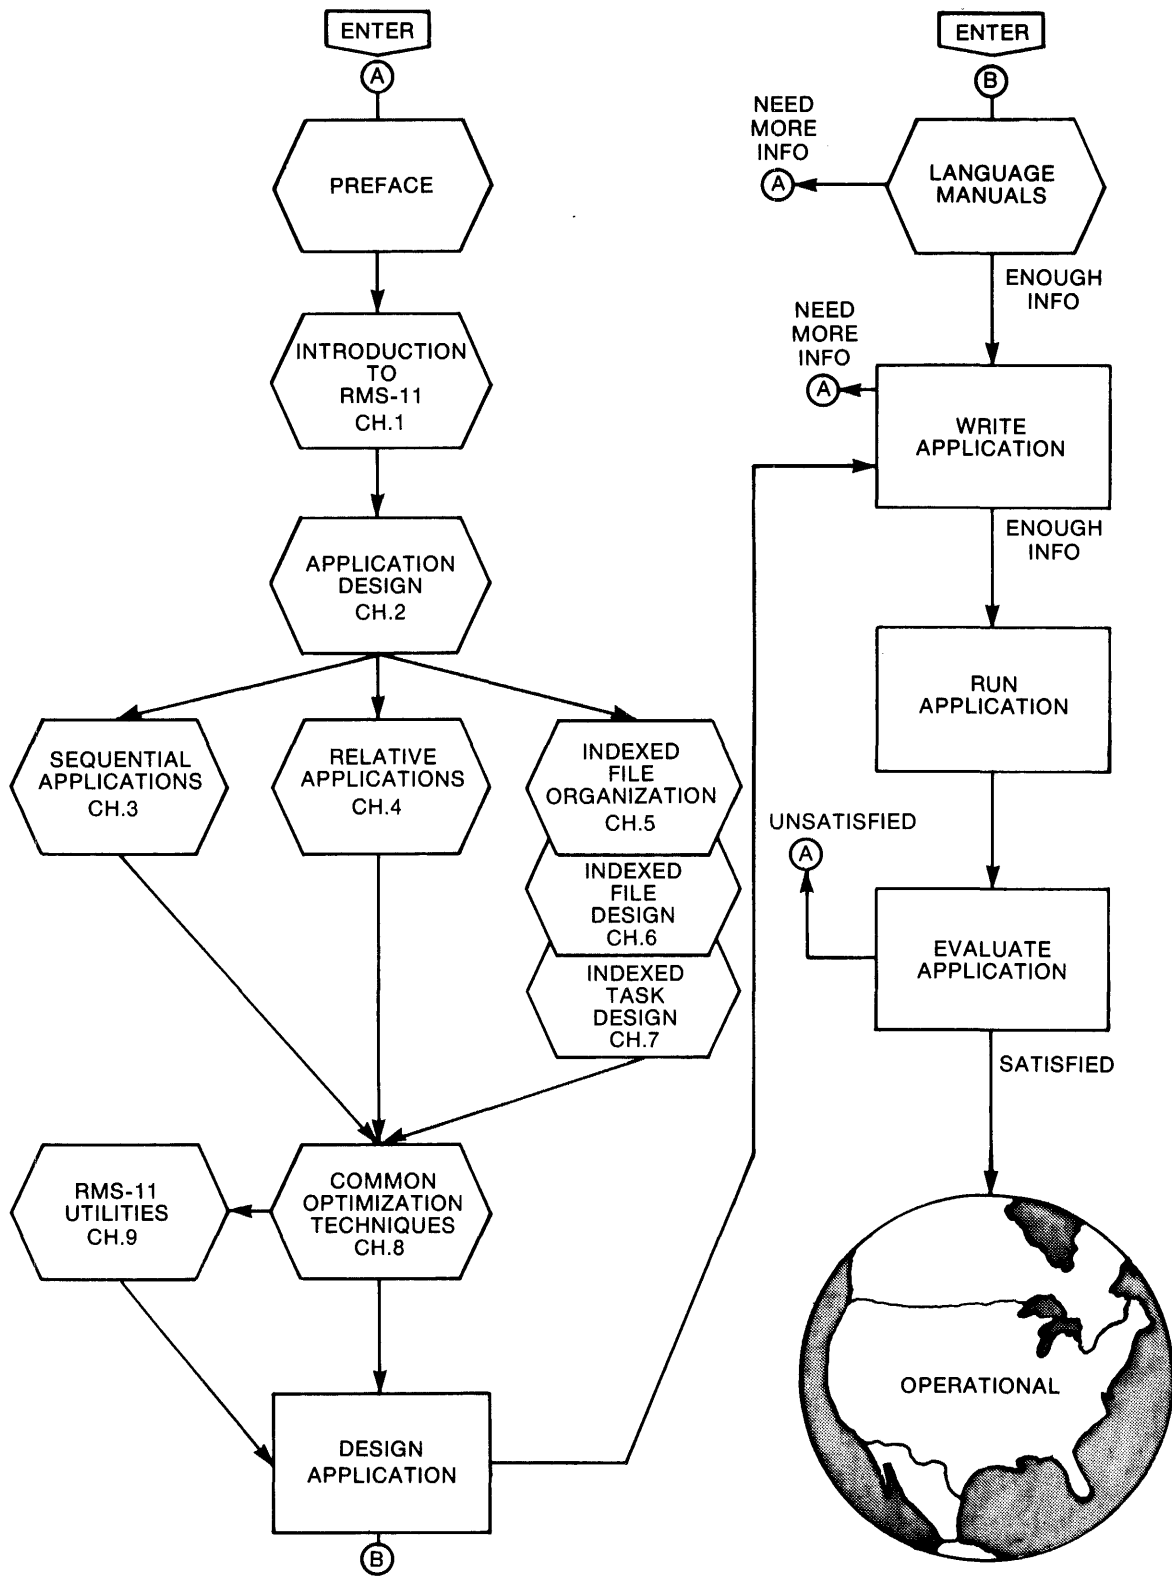 ENTER
A
PREFACE
INTRODUCTION
TO
RMS-11
CH.1
APPLICATION
DESIGN
CH.2
SEQUENTIAL
APPLICATIONS
CH.3
RELATIVE
APPLICATIONS
CH.4
INDEXED
FILE
ORGANIZATION
CH.5
INDEXED
FILE
DESIGN
CH.6
INDEXED
TASK
DESIGN
CH.7
COMMON
OPTIMIZATION
TECHNIQUES
CH.8
RMS-11
UTILITIES
CH.9
DESIGN
APPLICATION
B
ENTER
B
LANGUAGE
MANUALS
NEED
MORE
INFO
A
ENOUGH
INFO
WRITE
APPLICATION
NEED
MORE
INFO
A
ENOUGH
INFO
RUN
APPLICATION
EVALUATE
APPLICATION
UNSATISFIED
A
SATISFIED
OPERATIONAL